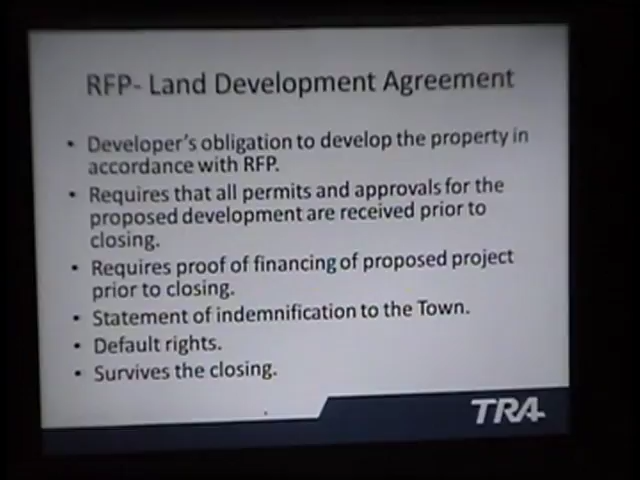 RFP- Land Development Agreement
• Developer's obligation to develop the property in
accordance with RFP.
• Requires that all permits and approvals for the
proposed development are received prior to
closing.
• Requires proof of financing of proposed project
prior to closing.
• Statement of indemnification to the Town.
• Default rights.
• Survives the closing.
TRA